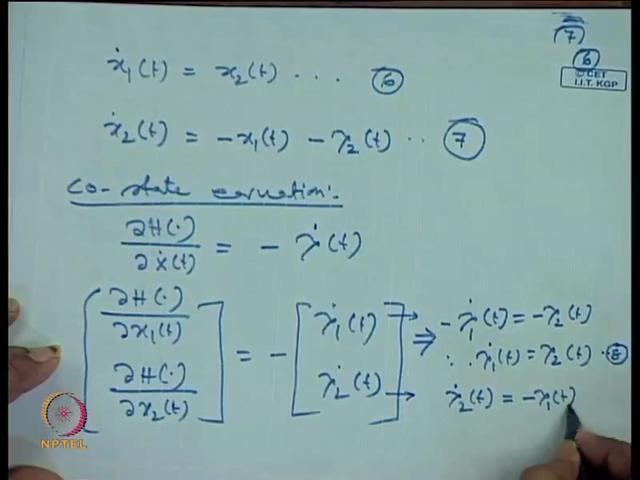 7
6
© CET
I.I.T. KGP
ẋ₁(t) = x₂(t) ... ⑥
ẋ₂(t) = -x₁(t) - λ₂(t) .. ⑦
Co-state equation:
∂H(·)/∂ẋ(t) = - λ̇(t)
[∂H(·)/∂x₁(t)
∂H(·)/∂x₂(t)] = - [λ̇₁(t)
λ̇₂(t)] ⇒ -λ̇₁(t) = -λ₂(t)
∴ λ̇₁(t) = λ₂(t) · ⑧
λ̇₂(t) = -λ₁(t)
NPTEL